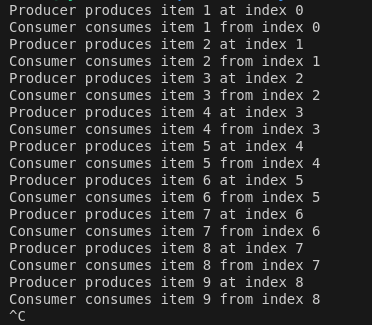 Producer produces item 1 at index 0
Consumer consumes item 1 from index 0
Producer produces item 2 at index 1
Consumer consumes item 2 from index 1
Producer produces item 3 at index 2
Consumer consumes item 3 from index 2
Producer produces item 4 at index 3
Consumer consumes item 4 from index 3
Producer produces item 5 at index 4
Consumer consumes item 5 from index 4
Producer produces item 6 at index 5
Consumer consumes item 6 from index 5
Producer produces item 7 at index 6
Consumer consumes item 7 from index 6
Producer produces item 8 at index 7
Consumer consumes item 8 from index 7
Producer produces item 9 at index 8
Consumer consumes item 9 from index 8
^C